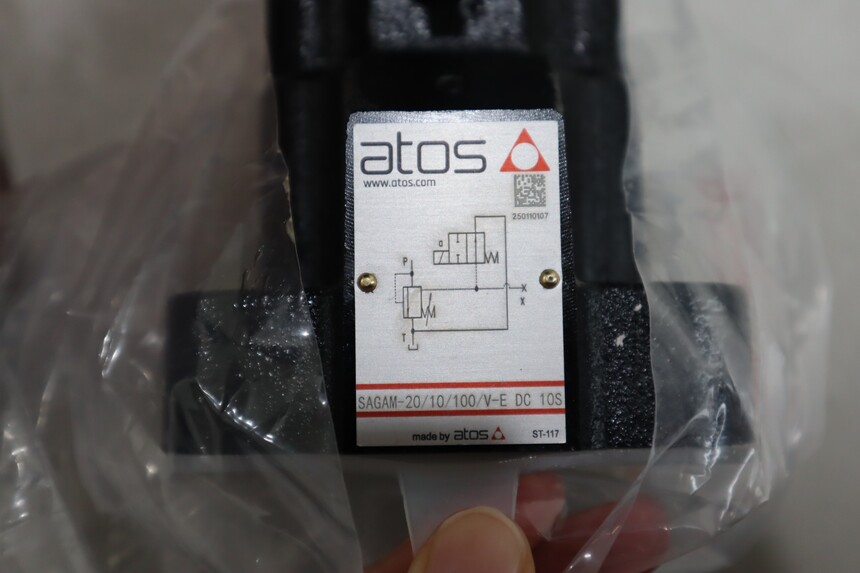 atos
www.atos.com
250110107
a
P
X
X
T
SAGAM-20/10/100/V-E DC 10S
made by atos ST-117